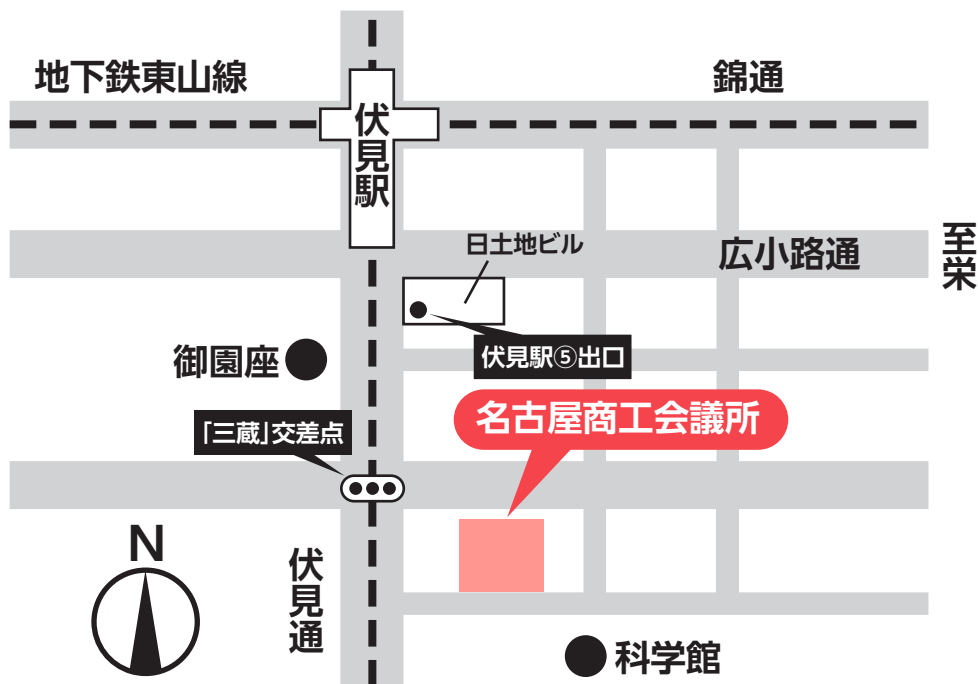 地下鉄東山線
錦通
伏見駅
日土地ビル
広小路通
至栄
伏見駅⑤出口
御園座
名古屋商工会議所
「三蔵」交差点
N
伏見通
科学館